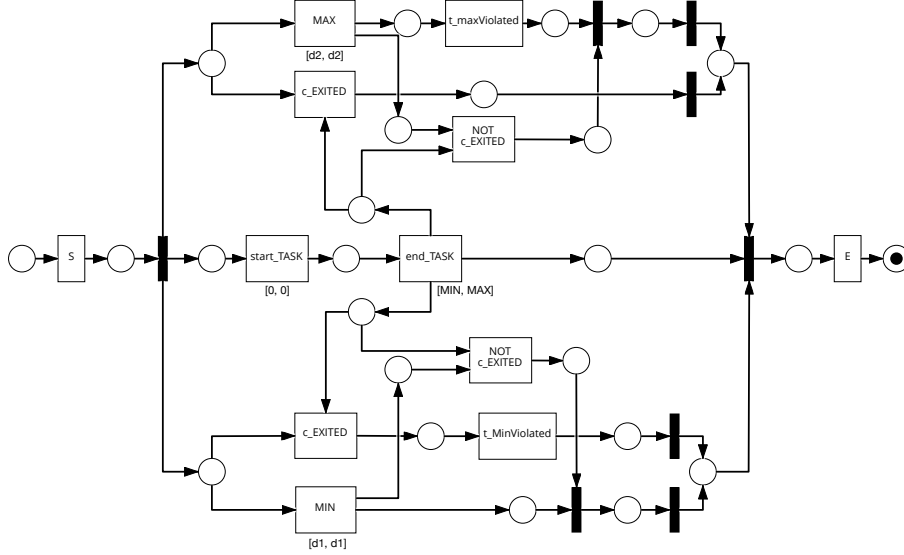 MAX
t_maxViolated
[d2, d2]
c_EXITED
NOT
c_EXITED
S
start_TASK
end_TASK
E
[0, 0]
[MIN, MAX]
NOT
c_EXITED
c_EXITED
t_MinViolated
MIN
[d1, d1]